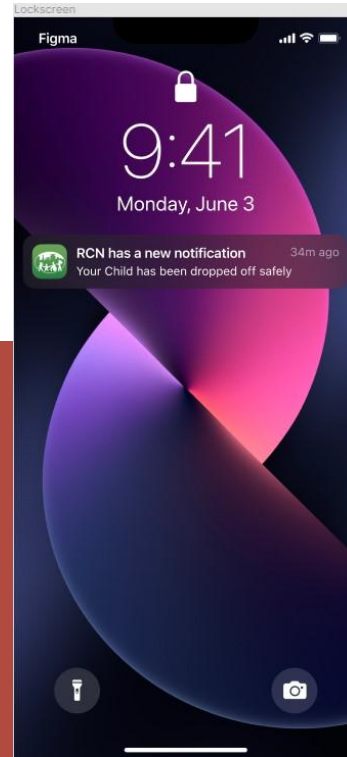 Lockscreen
Figma
9:41
Monday, June 3
RCN has a new notification 34m ago
Your Child has been dropped off safely